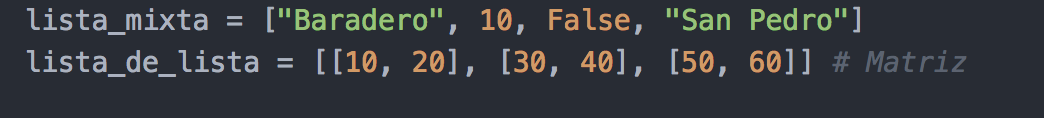 lista_mixta = ["Baradero", 10, False, "San Pedro"]
lista_de_lista = [[10, 20], [30, 40], [50, 60]] # Matriz